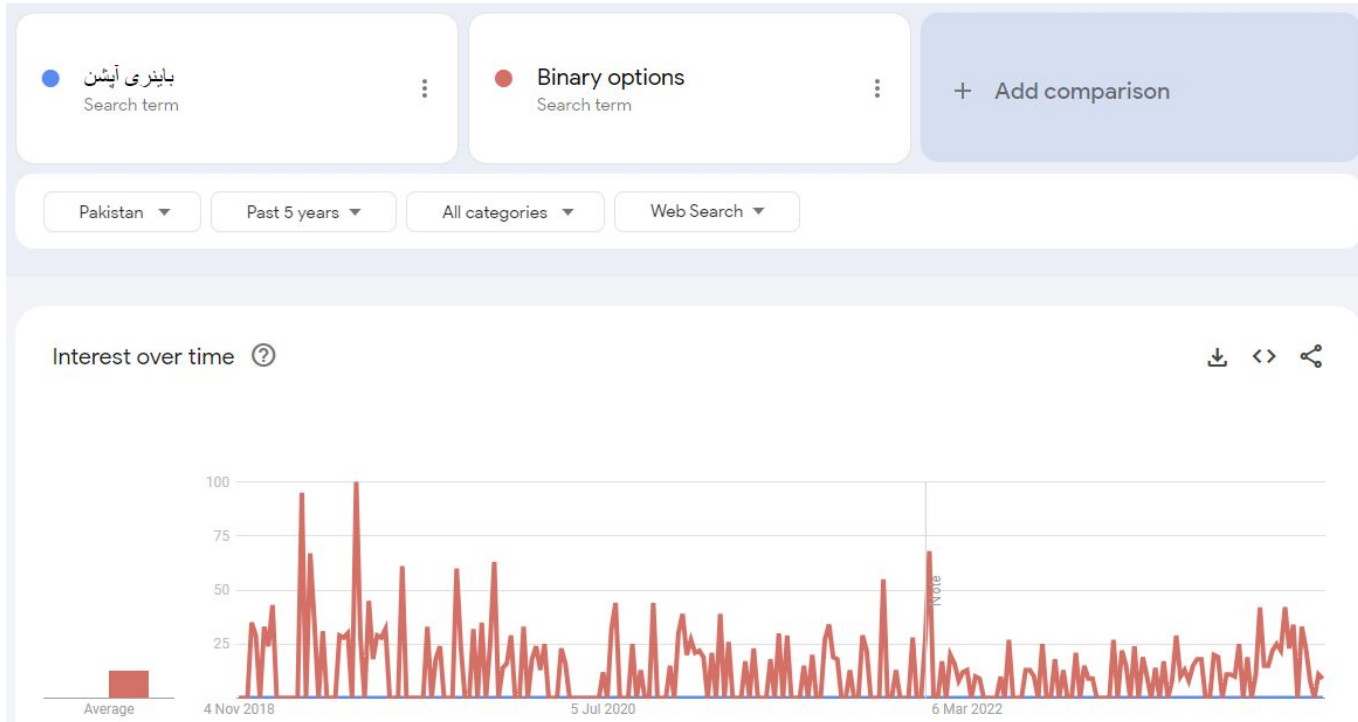 باینری آپشن
Search term
Binary options
Search term
+ Add comparison
Pakistan
Past 5 years
All categories
Web Search
Interest over time
100
75
50
25
Note
Average
4 Nov 2018
5 Jul 2020
6 Mar 2022